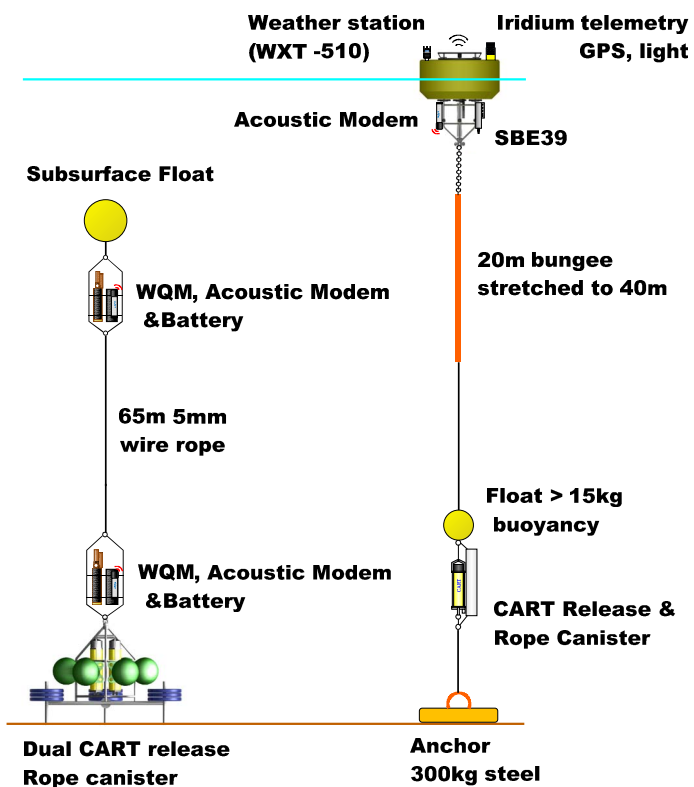 Weather station
(WXT -510)
Iridium telemetry
GPS, light
Acoustic Modem
SBE39
Subsurface Float
20m bungee
stretched to 40m
WQM, Acoustic Modem
&Battery
65m 5mm
wire rope
Float > 15kg
buoyancy
WQM, Acoustic Modem
&Battery
CART
CART Release &
Rope Canister
Dual CART release
Rope canister
Anchor
300kg steel